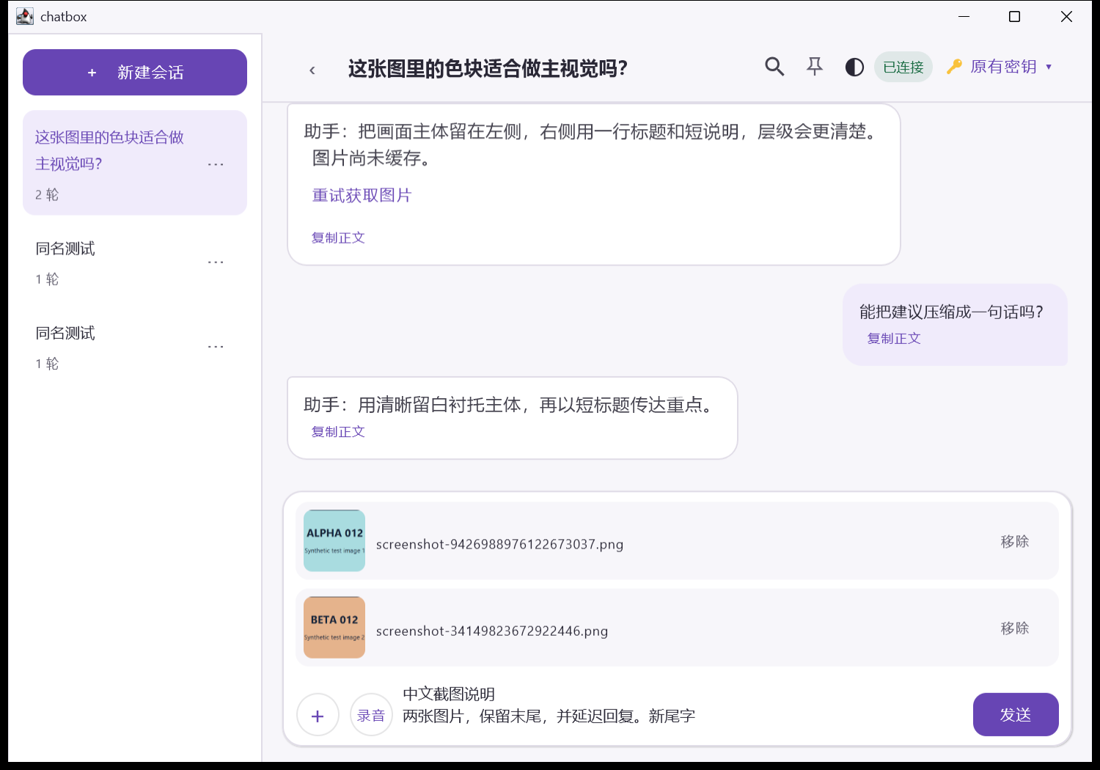 chatbox
+ 新建会话
这张图里的色块适合做
主视觉吗?
...
2 轮
同名测试
...
1 轮
同名测试
...
1 轮
这张图里的色块适合做主视觉吗?
已连接
原有密钥
助手：把画面主体留在左侧，右侧用一行标题和短说明，层级会更清楚。
图片尚未缓存。
重试获取图片
复制正文
能把建议压缩成一句话吗?
复制正文
助手：用清晰留白衬托主体，再以短标题传达重点。
复制正文
ALPHA 012
Synthetic test image 1
screenshot-9426988976122673037.png
移除
BETA 012
Synthetic test image 2
screenshot-34149823672922446.png
移除
+
录音
中文截图说明
两张图片，保留末尾，并延迟回复。新尾字
发送